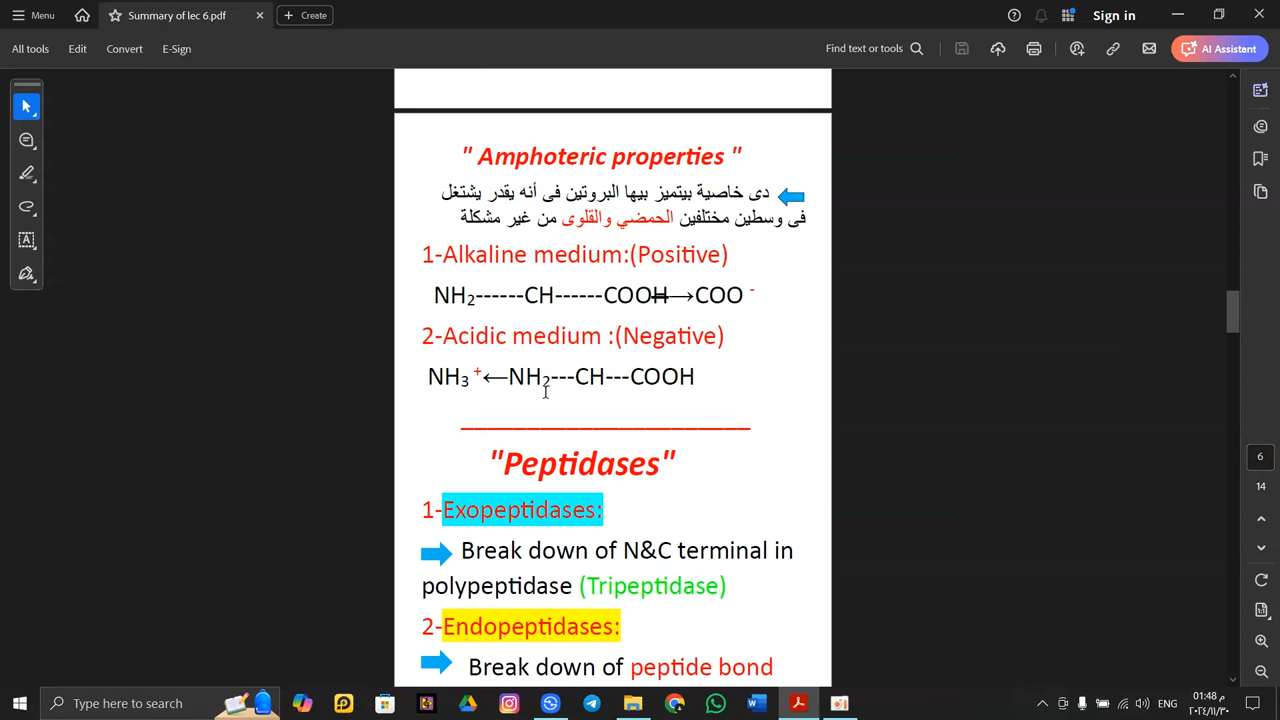 Menu
Summary of lec 6.pdf
Create
Sign in
All tools
Edit
Convert
E-Sign
Find text or tools
AI Assistant
" Amphoteric properties "
دى خاصية بيتميز بيها البروتين فى أنه يقدر يشتغل
فى وسطين مختلفين الحمضي والقلوى من غير مشكلة
1-Alkaline medium:(Positive)
NH₂------CH------COOH→COO ⁻
2-Acidic medium :(Negative)
NH₃ ⁺←NH₂---CH---COOH
"Peptidases"
1-Exopeptidases:
Break down of N&C terminal in
polypeptidase (Tripeptidase)
2-Endopeptidases:
Break down of peptide bond
6
14
Type here to search
ENG
01:48 م